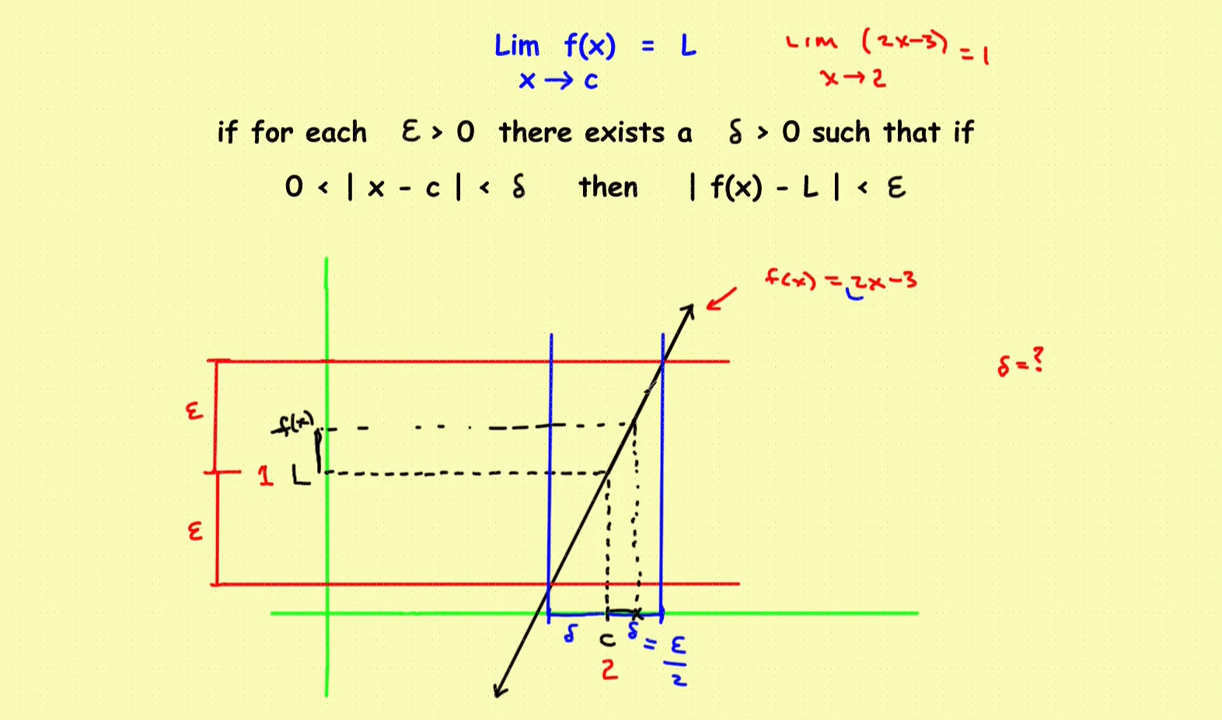 Lim f(x) = L
x → c
Lim (2x-3) = 1
x → 2
if for each ε > 0 there exists a δ > 0 such that if
0 < | x - c | < δ then | f(x) - L | < ε
f(x) = 2x-3
δ = ?
ε
f(x)
1 L
ε
δ c δ = ε/2
2